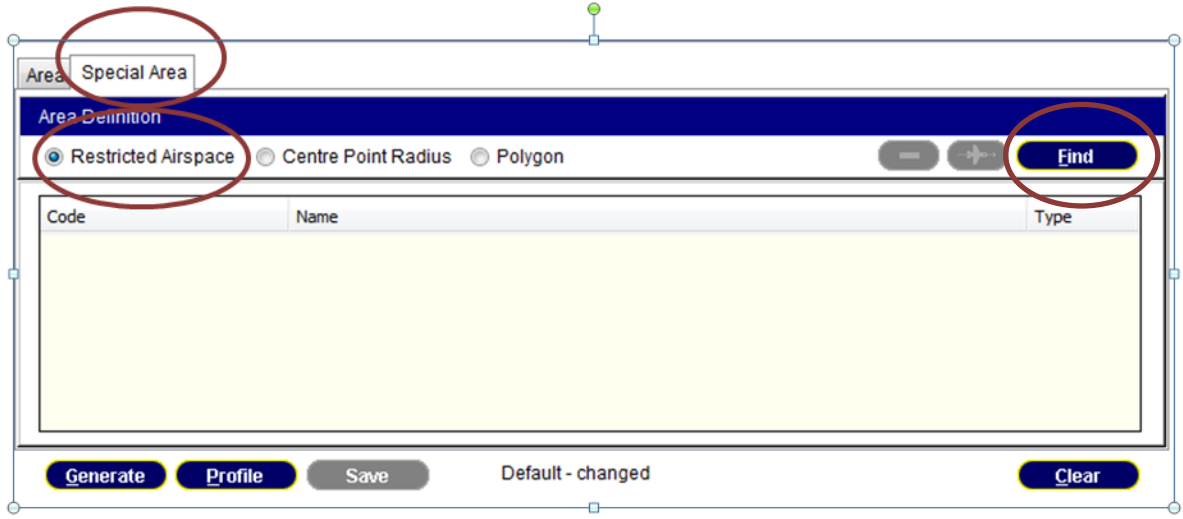 Area Special Area
Area Definition
Restricted Airspace Centre Point Radius Polygon Find
Code Name Type
Generate Profile Save Default - changed Clear